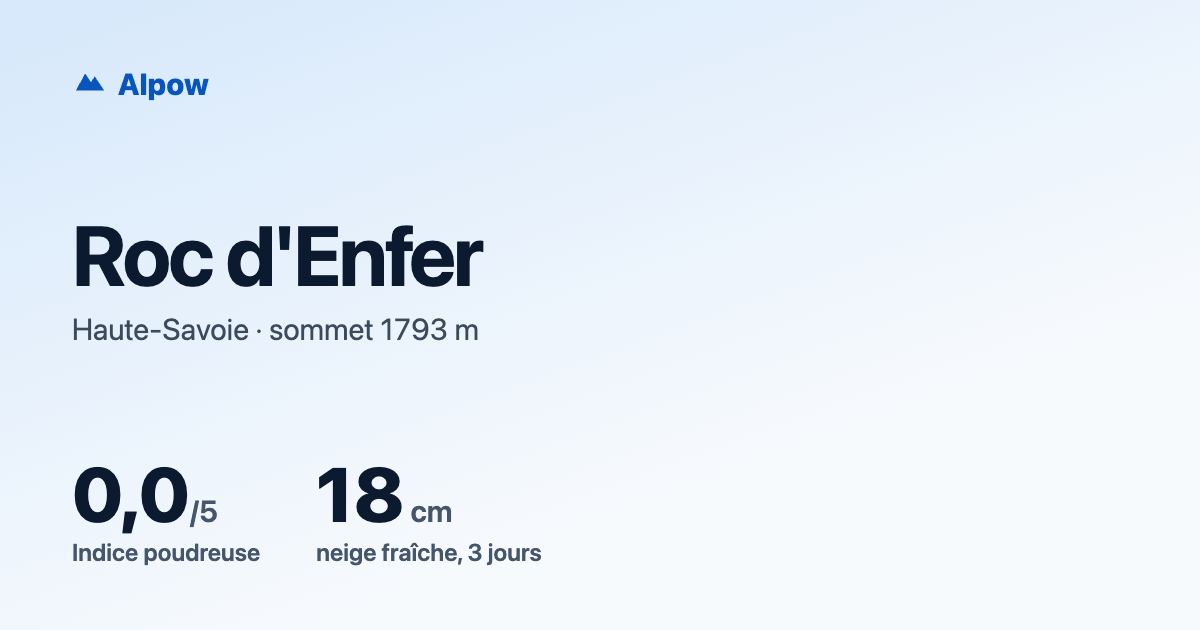 Alpow
Roc d'Enfer
Haute-Savoie · sommet 1793 m
0,0/5
Indice poudreuse
18 cm
neige fraîche, 3 jours